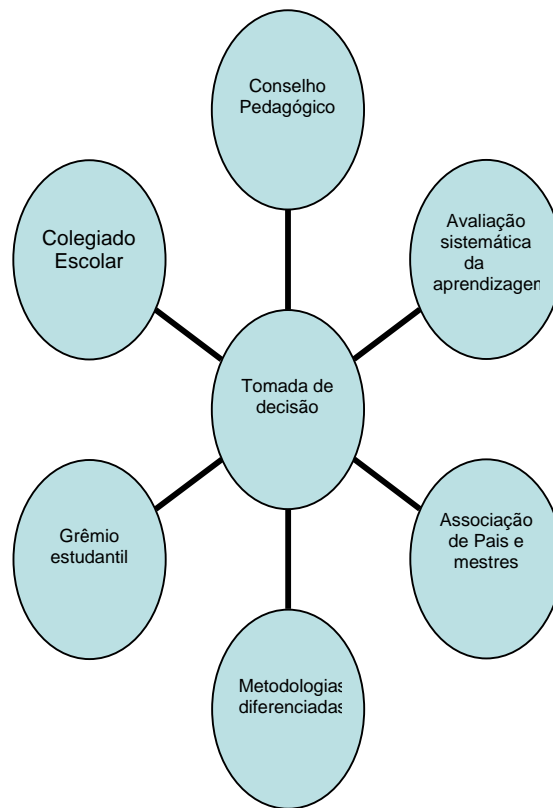 Conselho
Pedagógico
Avaliação
sistemática
da
aprendizagem
Colegiado
Escolar
Tomada de
decisão
Grêmio
estudantil
Associação
de Pais e
mestres
Metodologias
diferenciadas